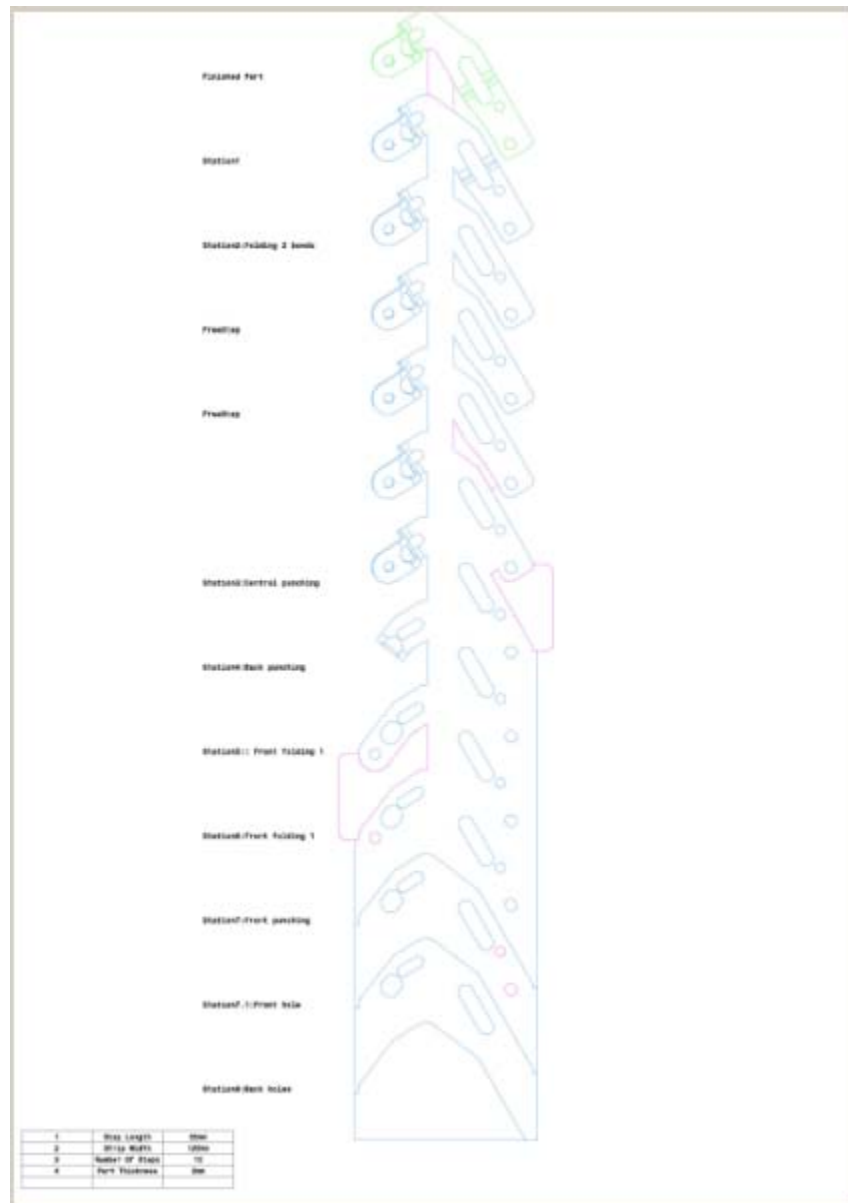 Finished Part
Station1
Station2:Folding 2 bends
FreeStep
FreeStep
Station3:Central punching
Station4:Back punching
Station5:: Front folding 1
Station6:Front folding 1
Station7:Front punching
Station7.1:Front hole
Station8:Back holes
1 Step Length
2 Strip Width
3 Number Of Steps
4 Part Thickness